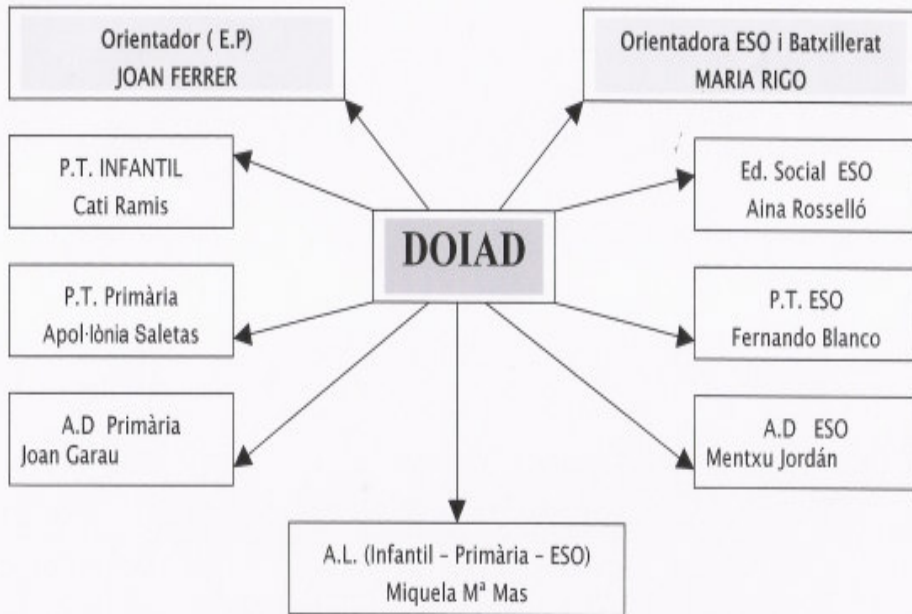 Orientador ( E.P)
JOAN FERRER
Orientadora ESO i Batxillerat
MARIA RIGO
P.T. INFANTIL
Cati Ramis
Ed. Social ESO
Aina Rosselló
DOIAD
P.T. Primària
Apol·lònia Saletas
P.T. ESO
Fernando Blanco
A.D Primària
Joan Garau
A.D ESO
Mentxu Jordán
A.L. (Infantil – Primària – ESO)
Miquela Mª Mas